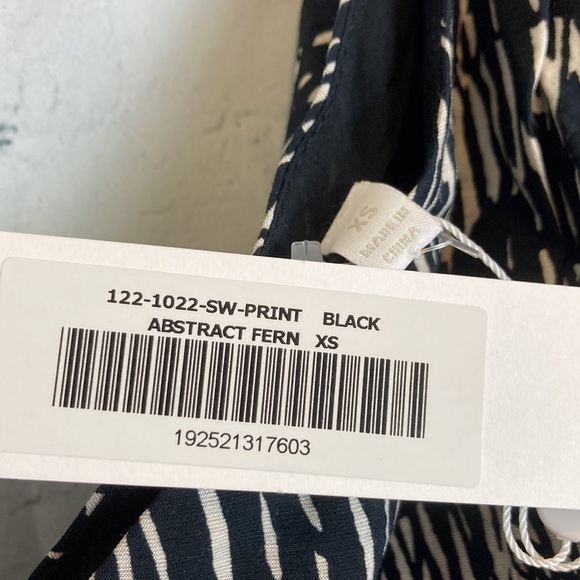 XS
MADE IN
CHINA
122-1022-SW-PRINT BLACK
ABSTRACT FERN XS
192521317603